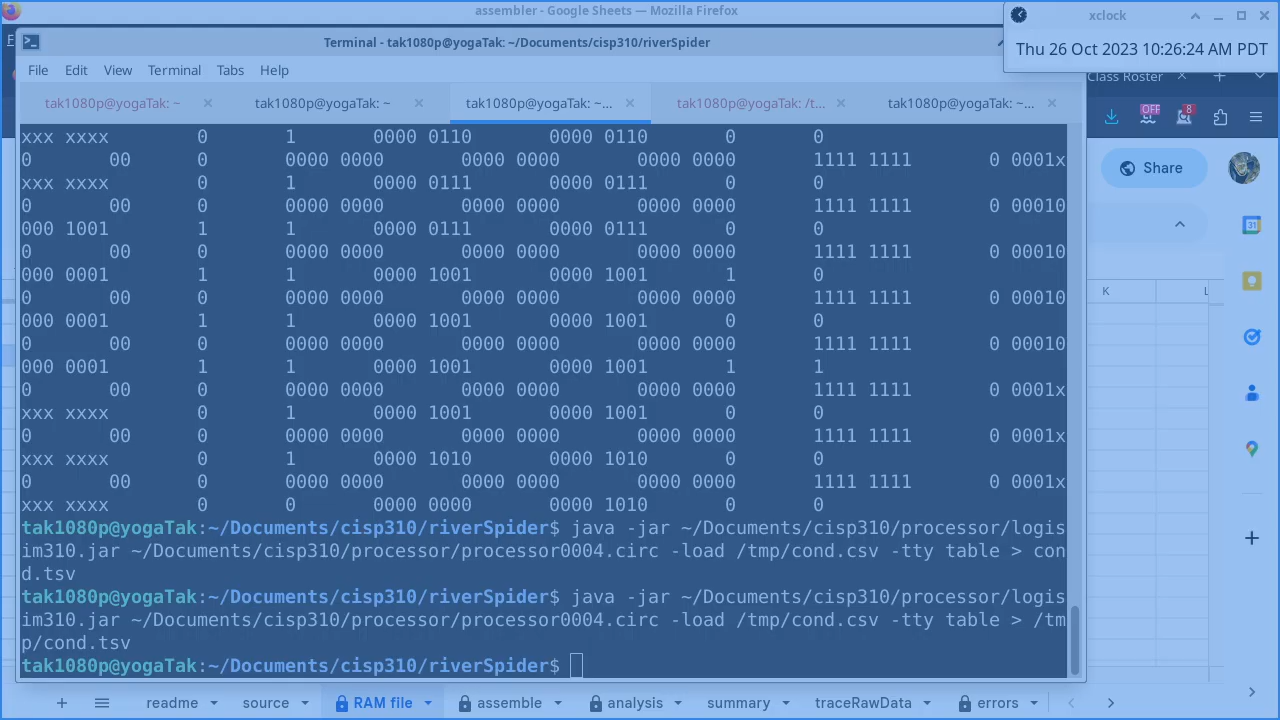 assembler - Google Sheets — Mozilla Firefox
xclock
Terminal - tak1080p@yogaTak: ~/Documents/cisp310/riverSpider
Thu 26 Oct 2023 10:26:24 AM PDT
File Edit View Terminal Tabs Help
Class Roster
tak1080p@yogaTak: ~ tak1080p@yogaTak: ~ tak1080p@yogaTak: ~... tak1080p@yogaTak: /t... tak1080p@yogaTak: ~...
OFF 8
Share
31
K L
xxx xxxx 0 1 0000 0110 0000 0110 0 0
0 00 0 0000 0000 0000 0000 0000 0000 1111 1111 0 0001x
xxx xxxx 0 1 0000 0111 0000 0111 0 0
0 00 0 0000 0000 0000 0000 0000 0000 1111 1111 0 00010
000 1001 1 1 0000 0111 0000 0111 0 0
0 00 0 0000 0000 0000 0000 0000 0000 1111 1111 0 00010
000 0001 1 1 0000 1001 0000 1001 1 0
0 00 0 0000 0000 0000 0000 0000 0000 1111 1111 0 00010
000 0001 1 1 0000 1001 0000 1001 0 0
0 00 0 0000 0000 0000 0000 0000 0000 1111 1111 0 00010
000 0001 1 1 0000 1001 0000 1001 1 1
0 00 0 0000 0000 0000 0000 0000 0000 1111 1111 0 0001x
xxx xxxx 0 1 0000 1001 0000 1001 0 0
0 00 0 0000 0000 0000 0000 0000 0000 1111 1111 0 0001x
xxx xxxx 0 1 0000 1010 0000 1010 0 0
0 00 0 0000 0000 0000 0000 0000 0000 1111 1111 0 0001x
xxx xxxx 0 0 0000 0000 0000 1010 0 0
tak1080p@yogaTak:~/Documents/cisp310/riverSpider$ java -jar ~/Documents/cisp310/processor/logis
im310.jar ~/Documents/cisp310/processor/processor0004.circ -load /tmp/cond.csv -tty table > con
d.tsv
tak1080p@yogaTak:~/Documents/cisp310/riverSpider$ java -jar ~/Documents/cisp310/processor/logis
im310.jar ~/Documents/cisp310/processor/processor0004.circ -load /tmp/cond.csv -tty table > /tm
p/cond.tsv
tak1080p@yogaTak:~/Documents/cisp310/riverSpider$
readme source RAM file assemble analysis summary traceRawData errors